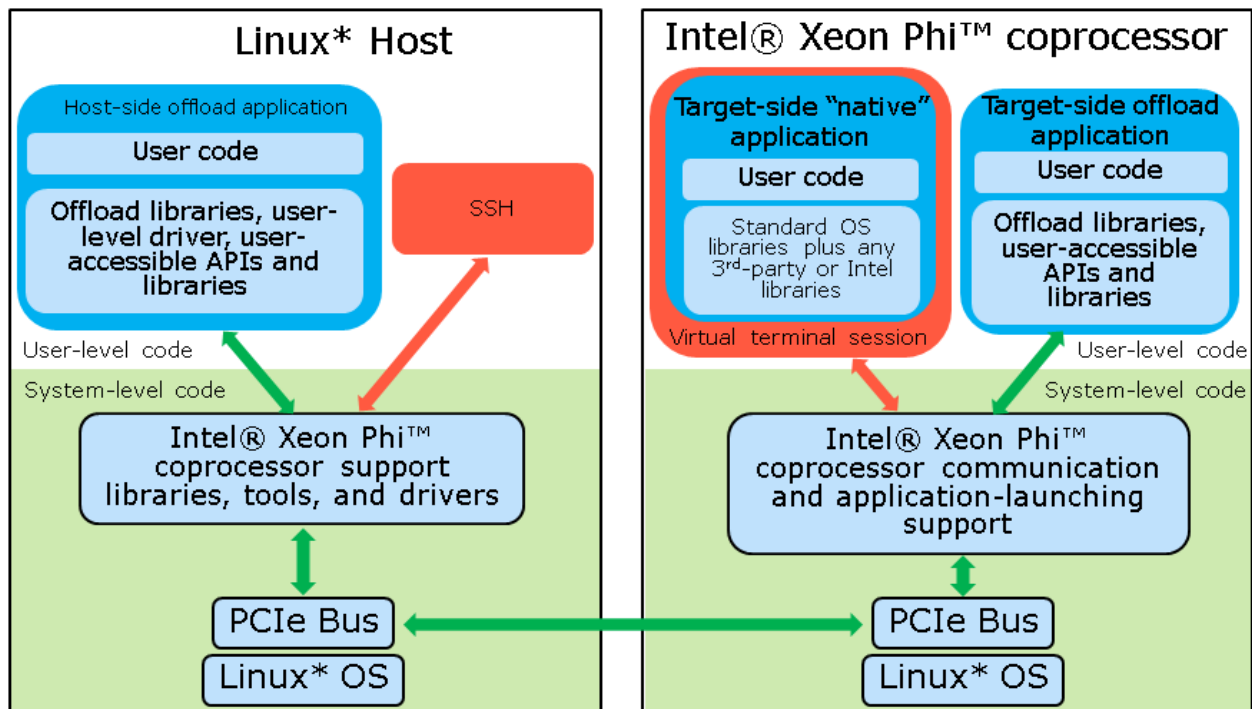 Linux* Host
Host-side offload application
User code
Offload libraries, user-
level driver, user-
accessible APIs and
libraries
SSH
User-level code
System-level code
Intel® Xeon Phi™
coprocessor support
libraries, tools, and drivers
PCIe Bus
Linux* OS
Intel® Xeon Phi™ coprocessor
Target-side “native”
application
User code
Standard OS
libraries plus any
3rd-party or Intel
libraries
Virtual terminal session
Target-side offload
application
User code
Offload libraries,
user-accessible
APIs and
libraries
User-level code
System-level code
Intel® Xeon Phi™
coprocessor communication
and application-launching
support
PCIe Bus
Linux* OS